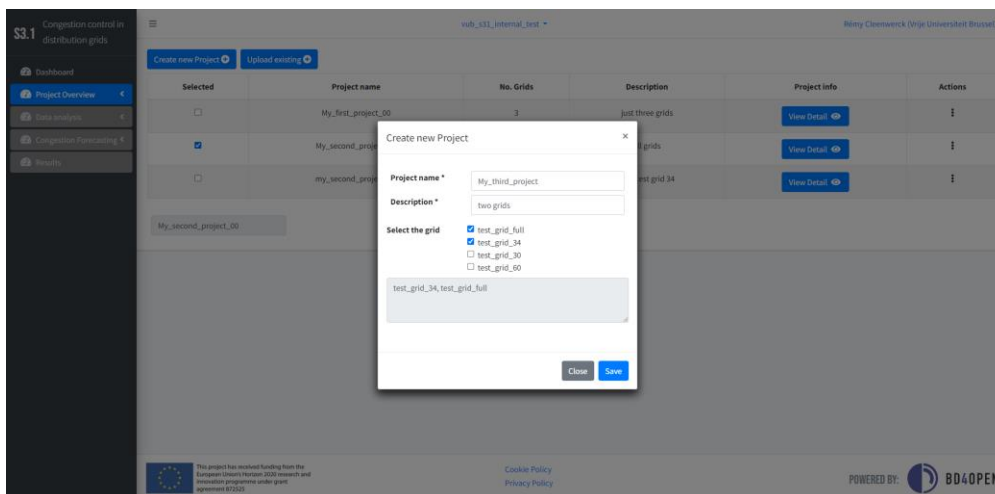 S3.1
Congestion control in
distribution grids
vub_s31_internal_test
Rémy Cleenwerck (Vrije Universiteit Brussel
Dashboard
Project Overview
Data analysis
Congestion Forecasting
Results
Create new Project
Upload existing
Selected Project name No. Grids Description Project info Actions
My_first_project_00 3 just three grids View Detail
My_second_proje grids View Detail
my_second_proje est grid 34 View Detail
My_second_project_00
Create new Project ×
Project name * My_third_project
Description * two grids
Select the grid test_grid_full
test_grid_34
test_grid_30
test_grid_60
test_grid_34, test_grid_full
Close Save
This project has received funding from the
European Union's Horizon 2020 research and
innovation programme under grant
agreement 872525
Cookie Policy
Privacy Policy
POWERED BY: BD4OPE